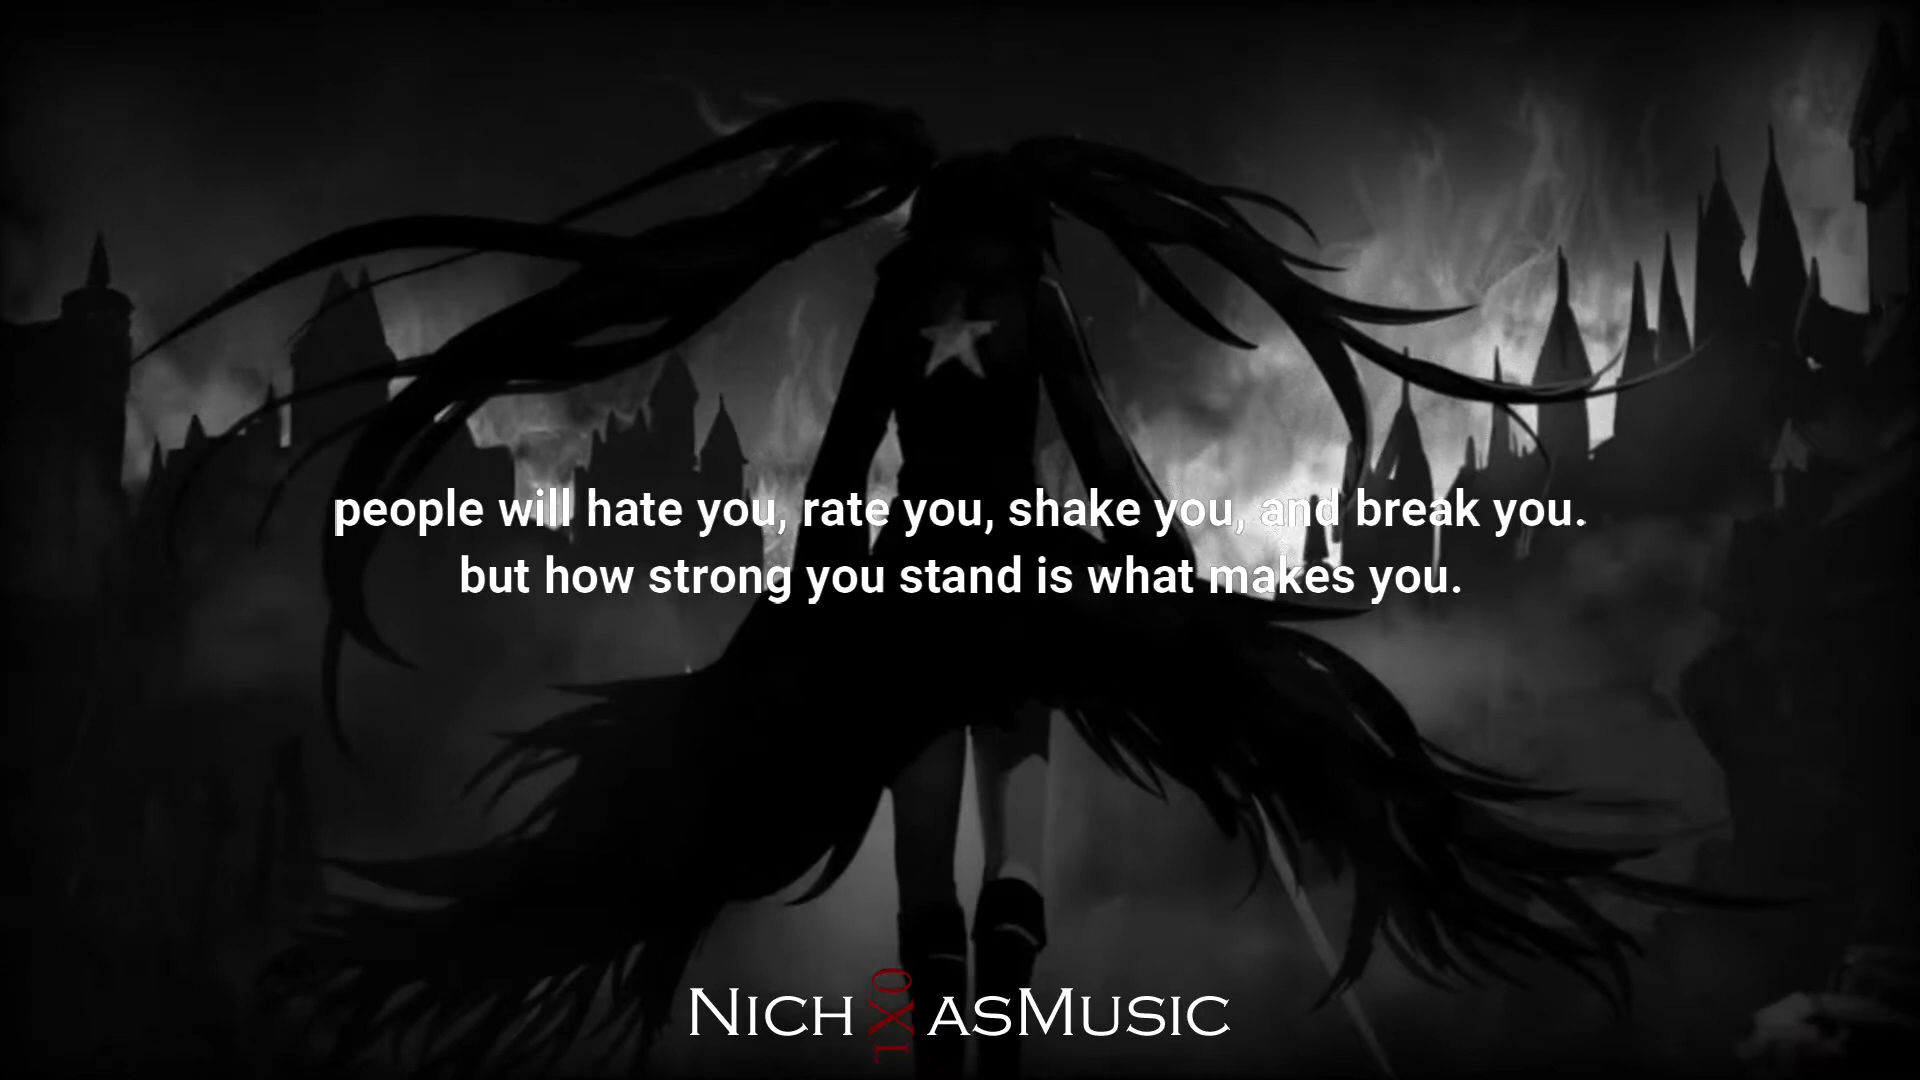 people will hate you, rate you, shake you, and break you.
but how strong you stand is what makes you.
NichOXLasMusic